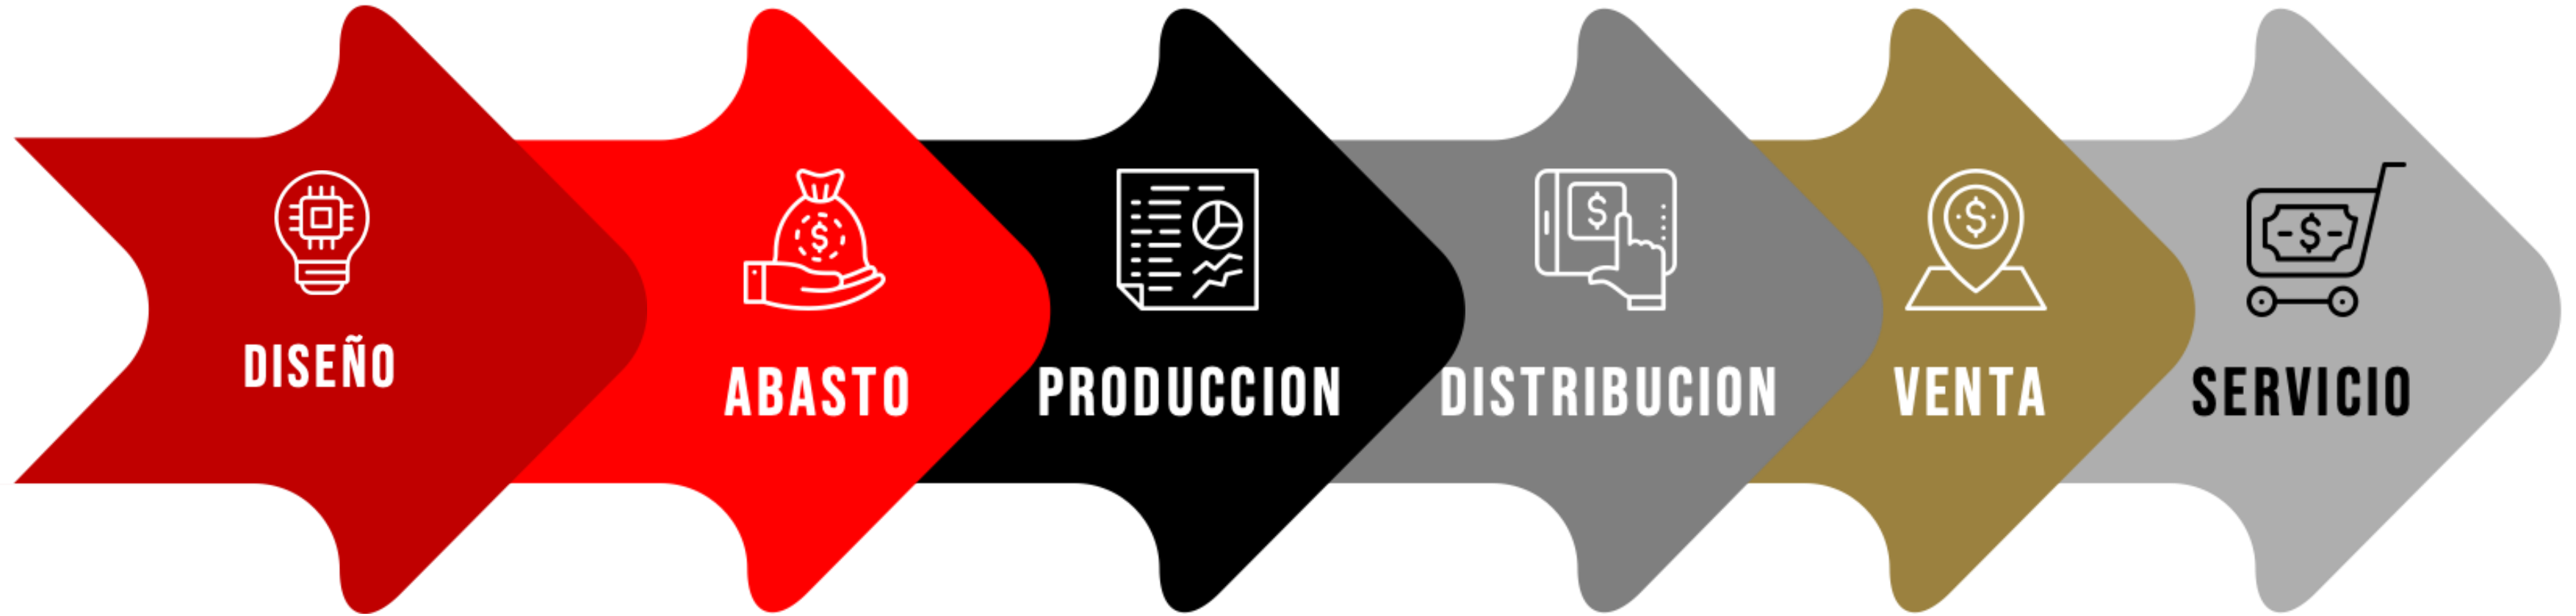 DISEÑO
ABASTO
PRODUCCION
DISTRIBUCION
VENTA
SERVICIO